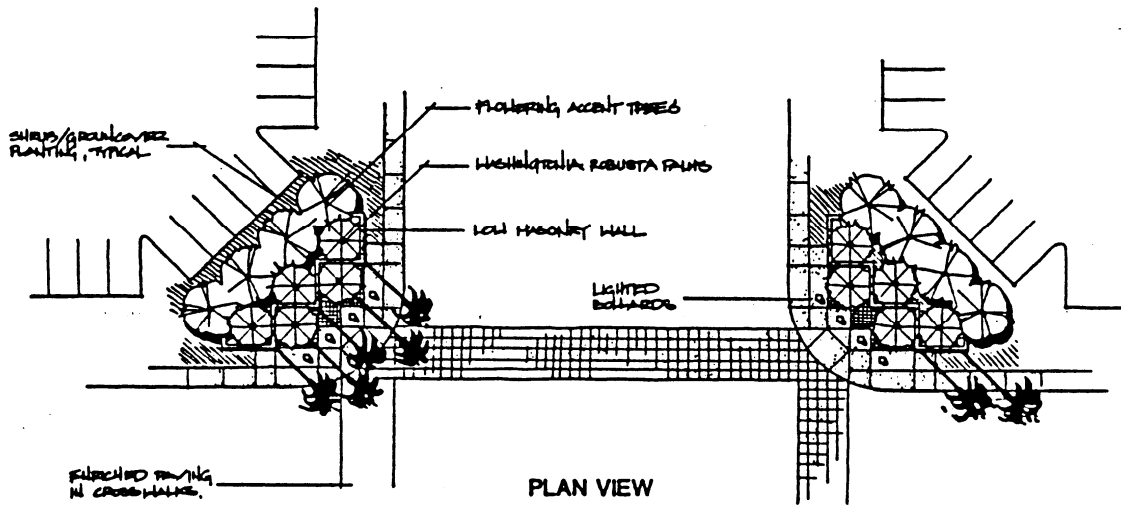 FLOWERING ACCENT TREES
SHRUB/GROUNDCOVER
PLANTING, TYPICAL
WASHINGTONIA ROBUSTA PALMS
LOW MASONRY WALL
LIGHTED
BOLLARDS
ENRICHED PAVING
IN CROSSWALKS.
PLAN VIEW